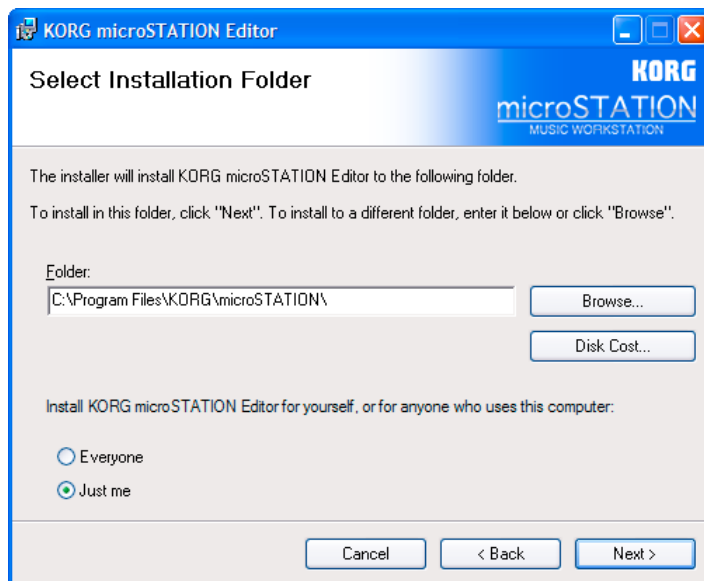 KORG microSTATION Editor
Select Installation Folder
KORG
microSTATION
MUSIC WORKSTATION
The installer will install KORG microSTATION Editor to the following folder.
To install in this folder, click "Next". To install to a different folder, enter it below or click "Browse".
Folder:
C:\Program Files\KORG\microSTATION\
Browse...
Disk Cost...
Install KORG microSTATION Editor for yourself, or for anyone who uses this computer:
Everyone
Just me
Cancel
< Back
Next >